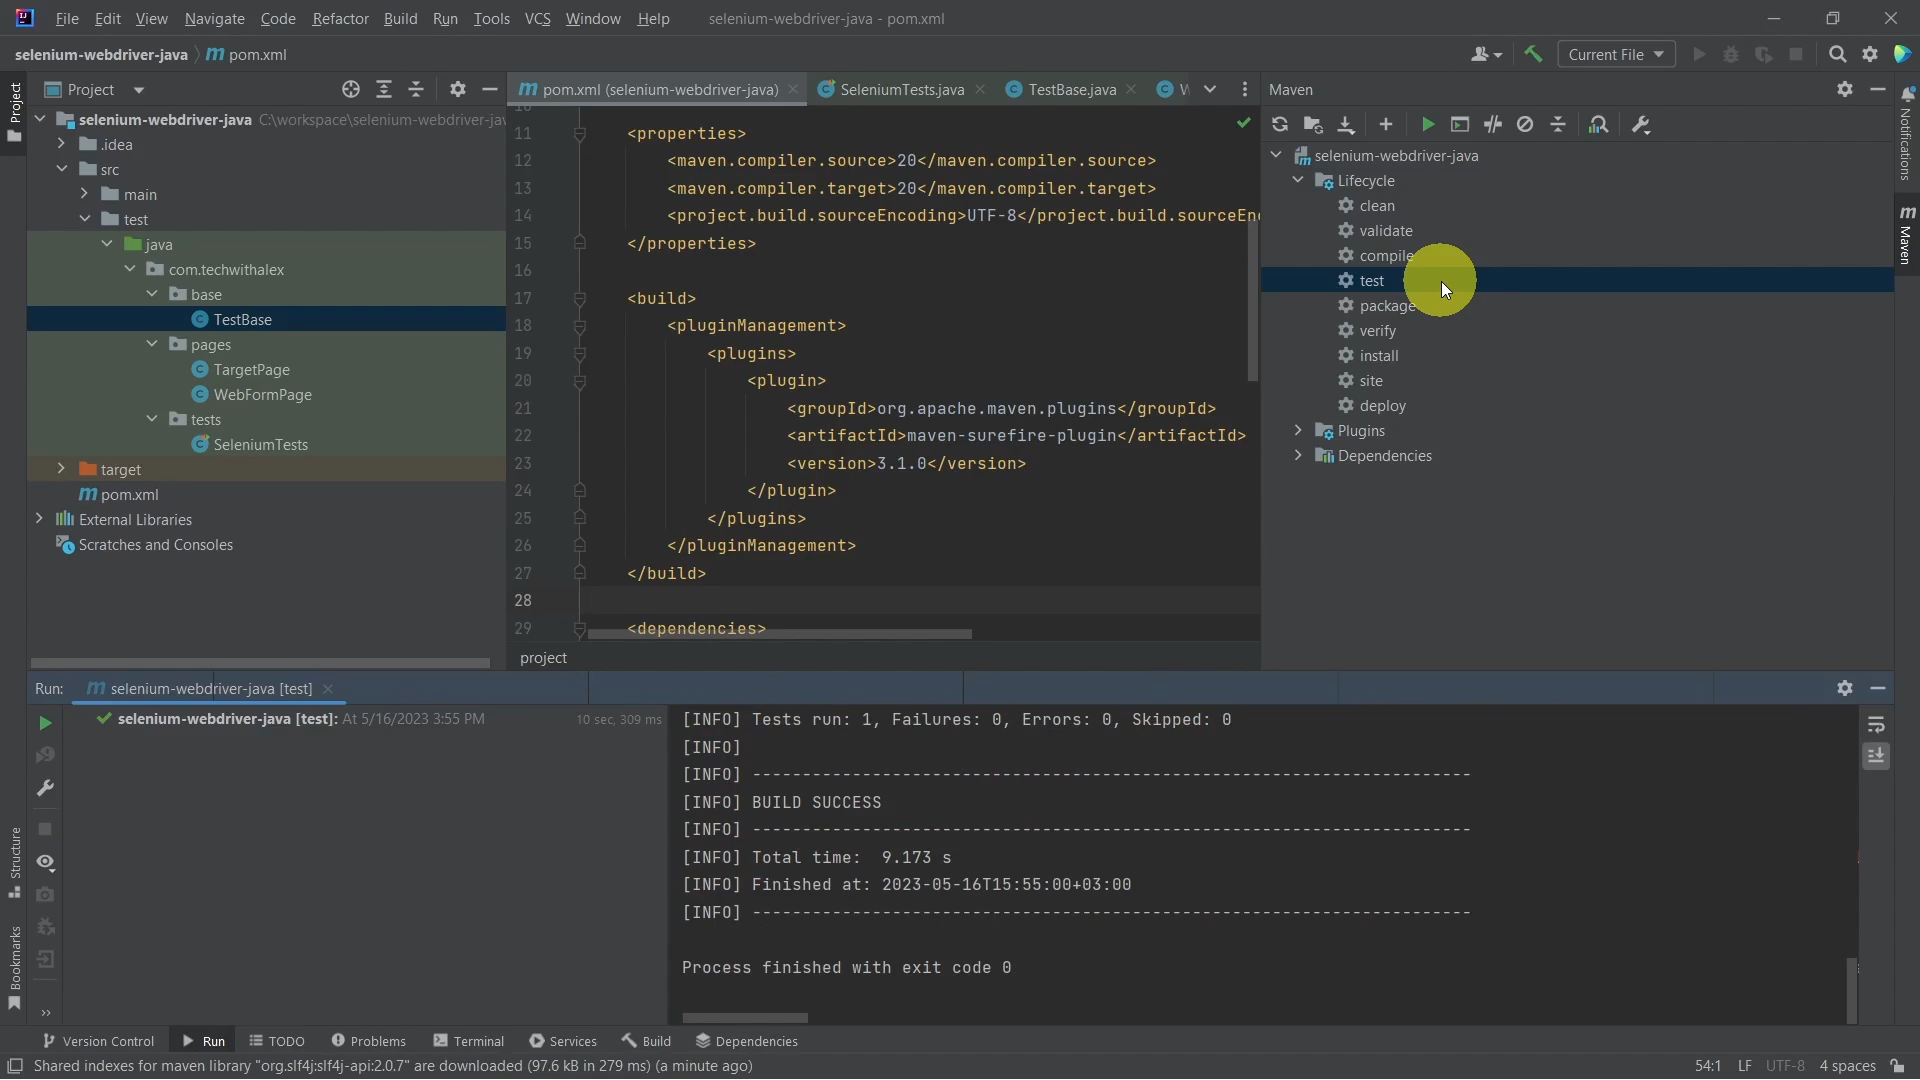 File Edit View Navigate Code Refactor Build Run Tools VCS Window Help selenium-webdriver-java - pom.xml
selenium-webdriver-java pom.xml Current File
Project
pom.xml (selenium-webdriver-java) SeleniumTests.java TestBase.java
Maven
Project
selenium-webdriver-java C:\workspace\selenium-webdriver-jav
.idea
src
main
test
java
com.techwithalex
base
TestBase
pages
TargetPage
WebFormPage
tests
SeleniumTests
target
pom.xml
External Libraries
Scratches and Consoles
11 <properties>
12 <maven.compiler.source>20</maven.compiler.source>
13 <maven.compiler.target>20</maven.compiler.target>
14 <project.build.sourceEncoding>UTF-8</project.build.sourceEn
15 </properties>
16
17 <build>
18 <pluginManagement>
19 <plugins>
20 <plugin>
21 <groupId>org.apache.maven.plugins</groupId>
22 <artifactId>maven-surefire-plugin</artifactId>
23 <version>3.1.0</version>
24 </plugin>
25 </plugins>
26 </pluginManagement>
27 </build>
28
29 <dependencies>
project
selenium-webdriver-java
Lifecycle
clean
validate
compile
test
package
verify
install
site
deploy
Plugins
Dependencies
Notifications
Maven
Run: selenium-webdriver-java [test]
selenium-webdriver-java [test]: At 5/16/2023 3:55 PM 10 sec, 309 ms
[INFO] Tests run: 1, Failures: 0, Errors: 0, Skipped: 0
[INFO]
[INFO] ------------------------------------------------------------------------
[INFO] BUILD SUCCESS
[INFO] ------------------------------------------------------------------------
[INFO] Total time:  9.173 s
[INFO] Finished at: 2023-05-16T15:55:00+03:00
[INFO] ------------------------------------------------------------------------
Process finished with exit code 0
Structure
Bookmarks
Version Control Run TODO Problems Terminal Services Build Dependencies
Shared indexes for maven library "org.slf4j:slf4j-api:2.0.7" are downloaded (97.6 kB in 279 ms) (a minute ago) 54:1 LF UTF-8 4 spaces